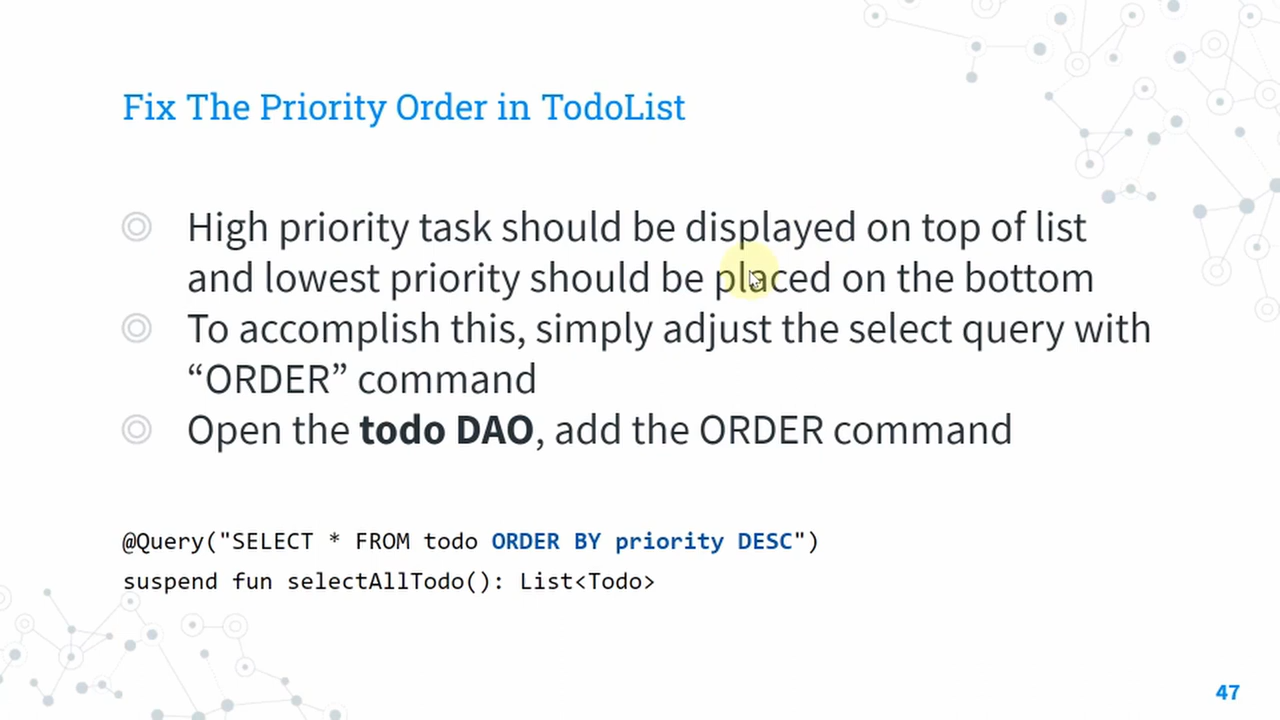 Fix The Priority Order in TodoList
High priority task should be displayed on top of list
and lowest priority should be placed on the bottom
To accomplish this, simply adjust the select query with
“ORDER” command
Open the todo DAO, add the ORDER command
@Query("SELECT * FROM todo ORDER BY priority DESC")
suspend fun selectAllTodo(): List<Todo>
47